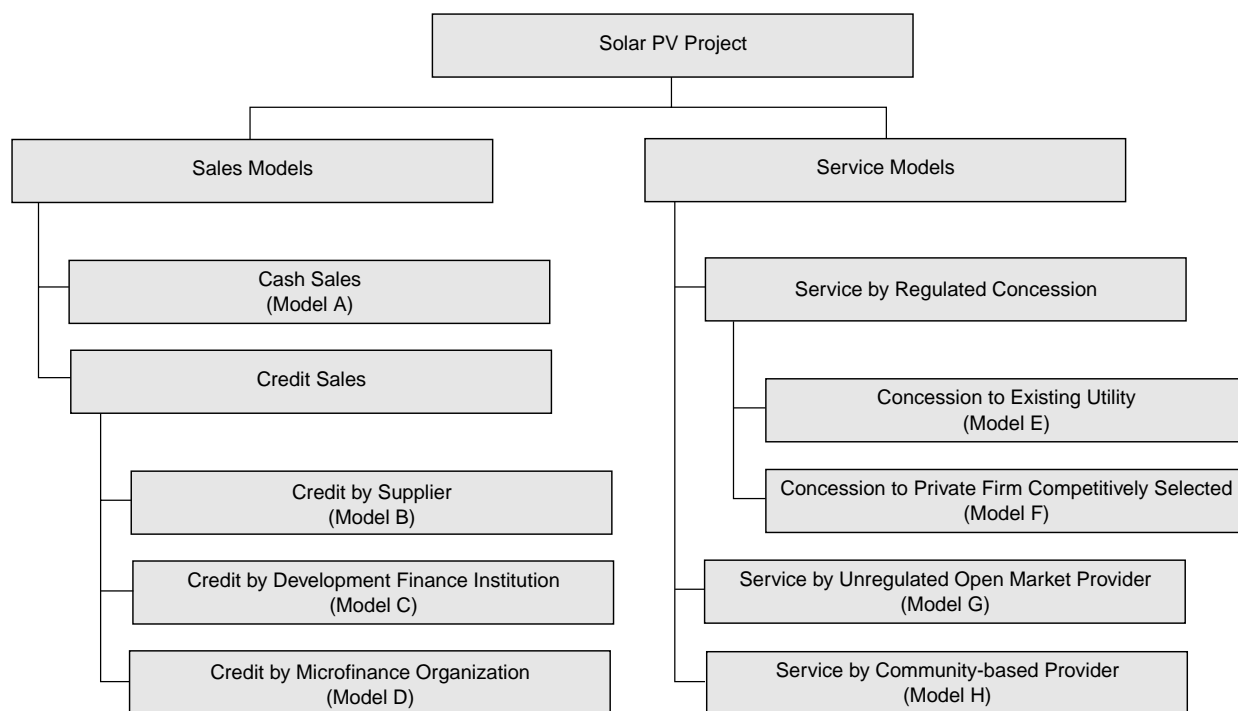 Solar PV Project
Sales Models
Service Models
Cash Sales
(Model A)
Credit Sales
Credit by Supplier
(Model B)
Credit by Development Finance Institution
(Model C)
Credit by Microfinance Organization
(Model D)
Service by Regulated Concession
Concession to Existing Utility
(Model E)
Concession to Private Firm Competitively Selected
(Model F)
Service by Unregulated Open Market Provider
(Model G)
Service by Community-based Provider
(Model H)